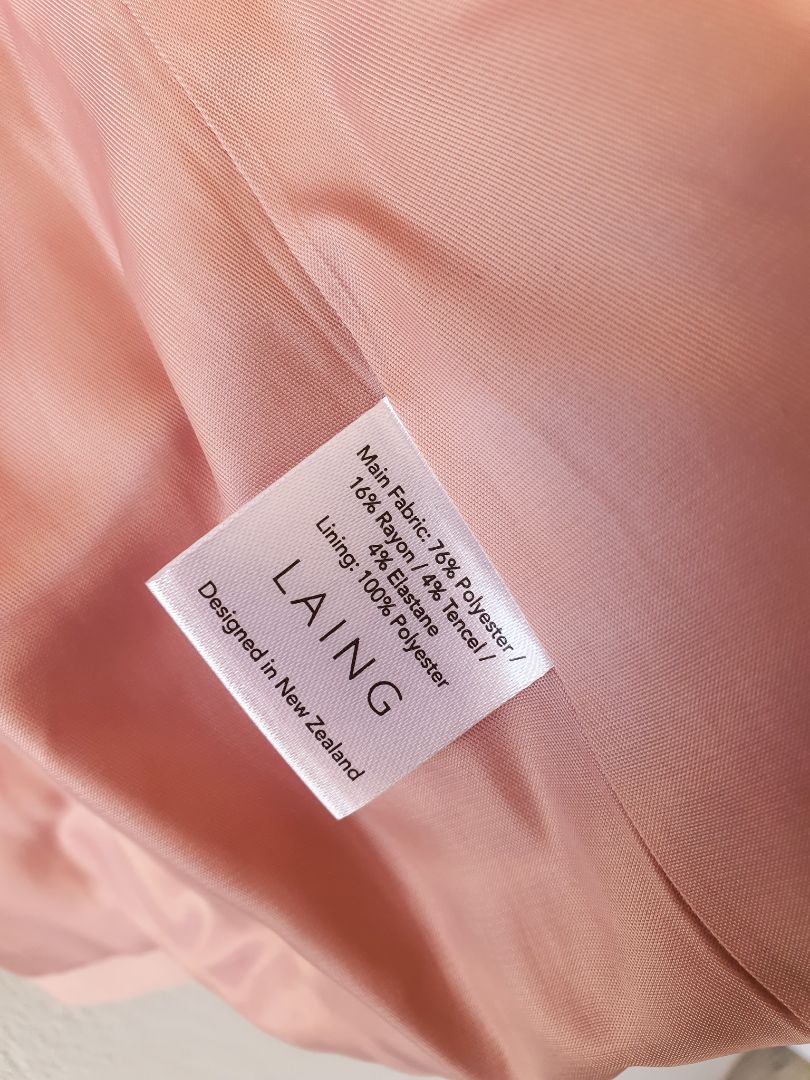 Main Fabric: 76% Polyester /
16% Rayon / 4% Tencel /
4% Elastane
Lining: 100% Polyester
LAING
Designed in New Zealand